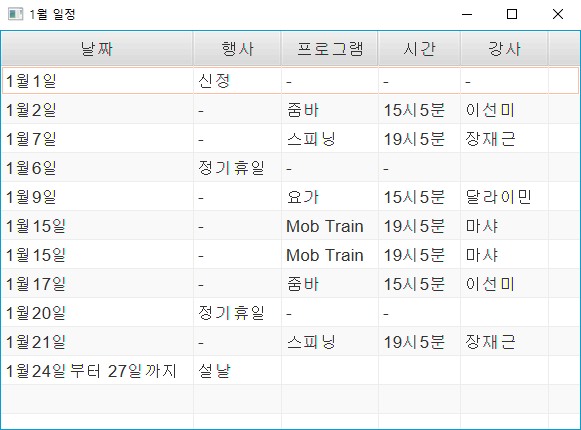 1월 일정
날짜 행사 프로그램 시간 강사
1월1일 신정 - - -
1월2일 - 줌바 15시5분 이선미
1월7일 - 스피닝 19시5분 장재근
1월6일 정기휴일 - -
1월9일 - 요가 15시5분 달라이민
1월15일 - Mob Train 19시5분 마샤
1월15일 - Mob Train 19시5분 마샤
1월17일 - 줌바 15시5분 이선미
1월20일 정기휴일 - -
1월21일 - 스피닝 19시5분 장재근
1월24일부터 27일까지 설날